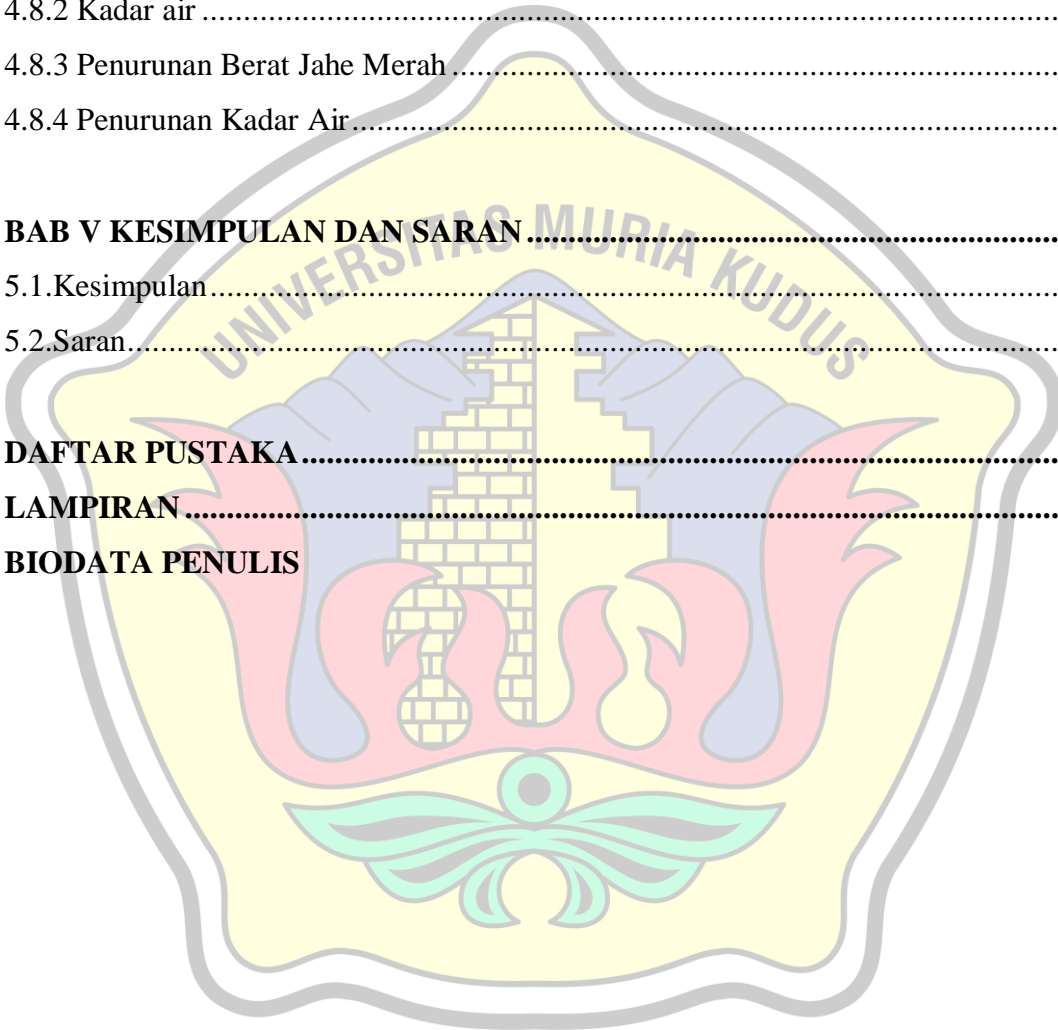 4.8.2 Kadar air ................................................................
4.8.3 Penurunan Berat Jahe Merah ................................................................
4.8.4 Penurunan Kadar Air ................................................................
BAB V KESIMPULAN DAN SARAN ................................................................
5.1.Kesimpulan ................................................................
5.2.Saran ................................................................
DAFTAR PUSTAKA ................................................................
LAMPIRAN ................................................................
BIODATA PENULIS
UNIVERSITAS MURIA KUDUS